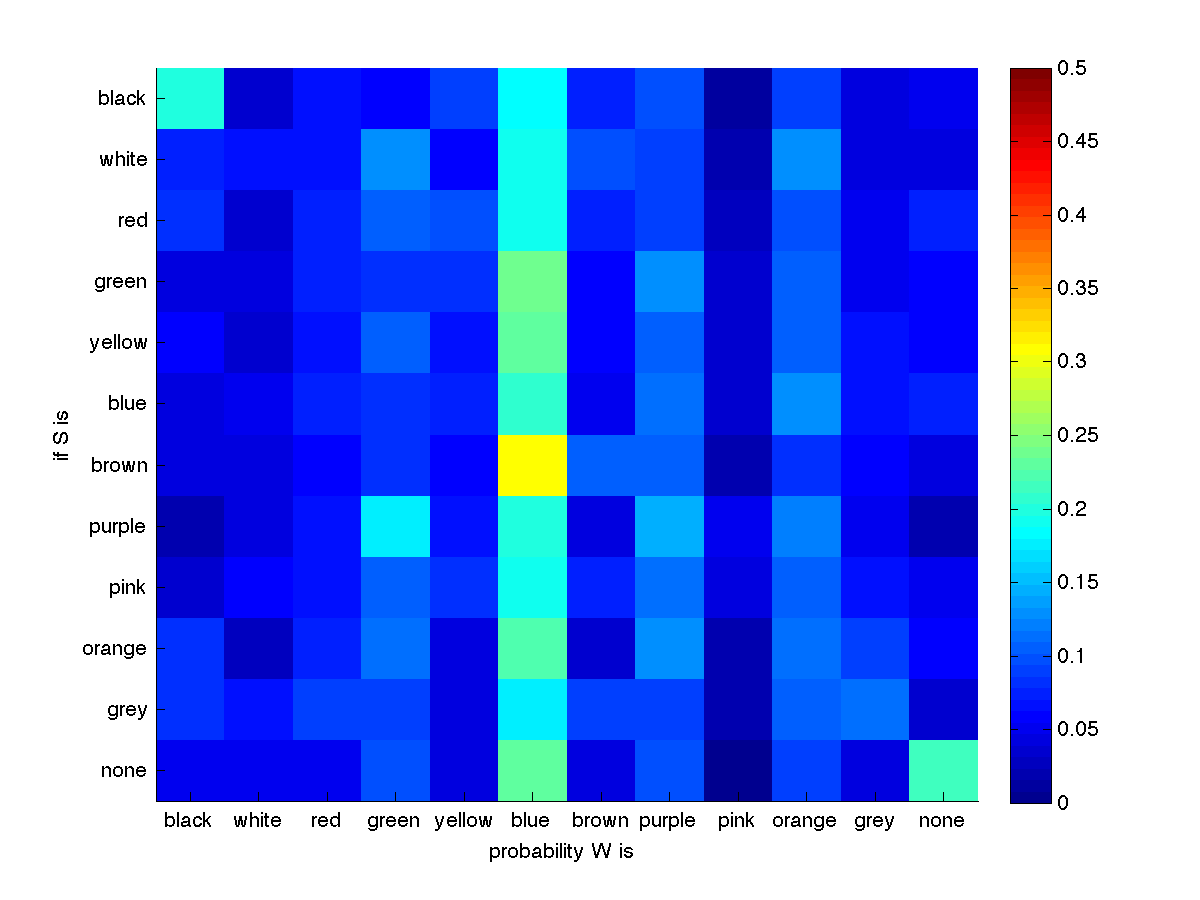 0.5
black
0.45
white
0.4
red
0.35
green
0.3
yellow
0.25
blue
if S is
brown
0.2
purple
0.15
pink
0.1
orange
0.05
grey
none
0
black white red green yellow blue brown purple pink orange grey none
probability W is